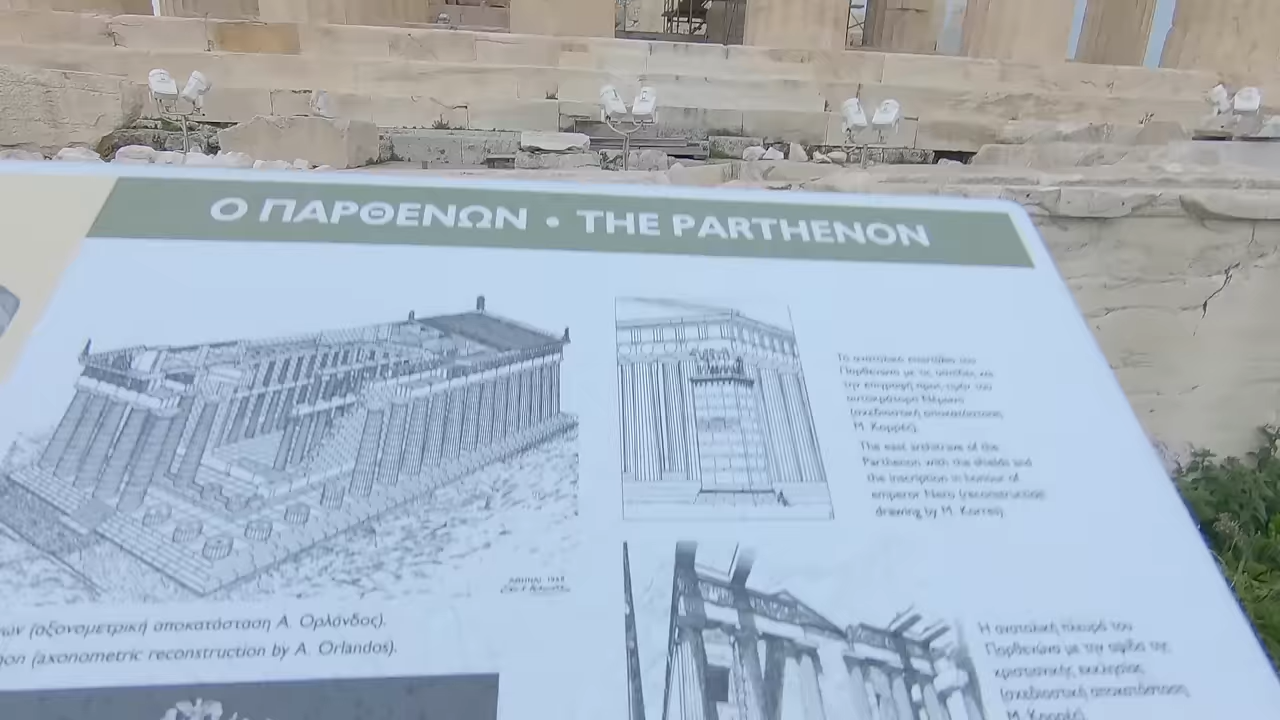 Ο ΠΑΡΘΕΝΩΝ • THE PARTHENON
Το ανατολικό επιστύλιο του
Παρθενώνα με τις ασπίδες και
την επιγραφή προς τιμήν του
αυτοκράτορα Νέρωνα
(σχεδιαστική αποκατάσταση
Μ. Κορρές).
The east architrave of the
Parthenon with the shields and
the inscription in honour of
emperor Nero (reconstruction
drawing by M. Korres).
(αξονομετρική αποκατάσταση Α. Ορλάνδος).
(axonometric reconstruction by A. Orlandos).
Η ανατολική πλευρά του
Παρθενώνα με την αψίδα της
χριστιανικής εκκλησίας
(σχεδιαστική αποκατάσταση
Μ. Κορρές)